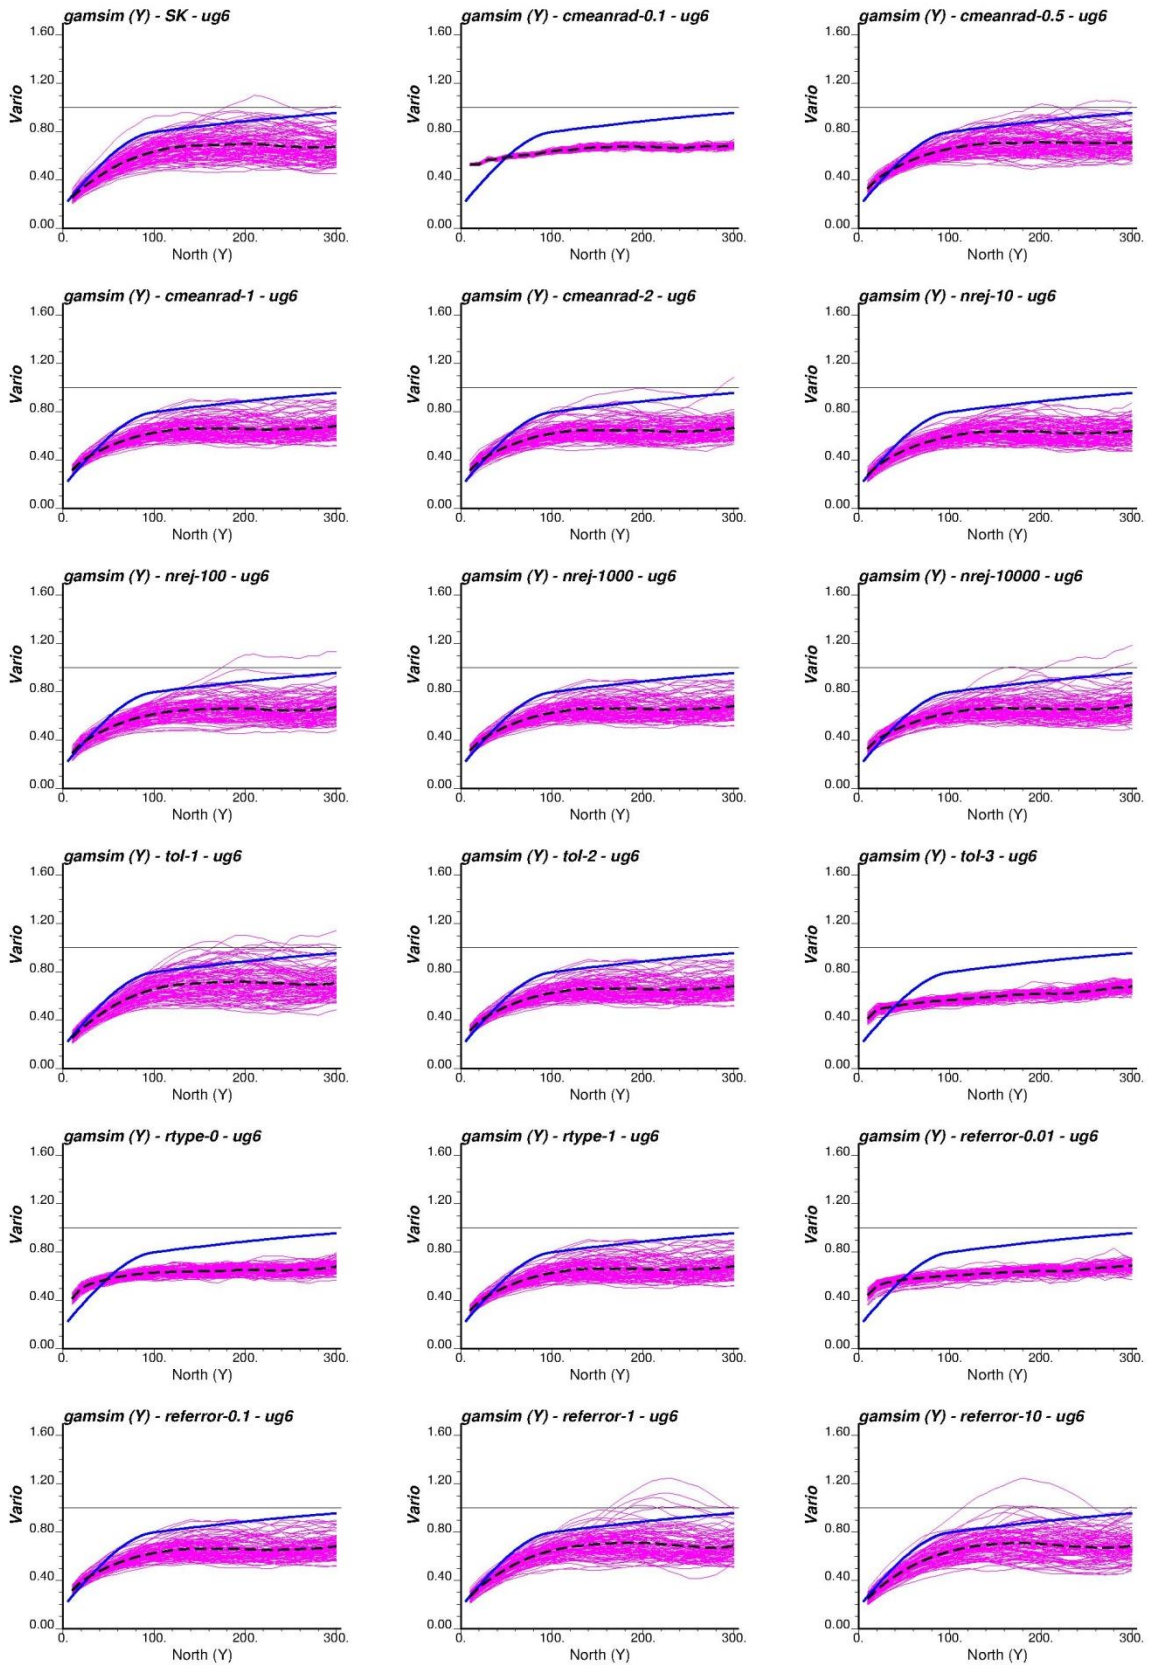 gamsim (Y) - SK - ug6
1.60
1.20
0.80
0.40
0.00
Vario
0. 100. 200. 300.
North (Y)
gamsim (Y) - cmeanrad-0.1 - ug6
1.60
1.20
0.80
0.40
0.00
Vario
0. 100. 200. 300.
North (Y)
gamsim (Y) - cmeanrad-0.5 - ug6
1.60
1.20
0.80
0.40
0.00
Vario
0. 100. 200. 300.
North (Y)
gamsim (Y) - cmeanrad-1 - ug6
1.60
1.20
0.80
0.40
0.00
Vario
0. 100. 200. 300.
North (Y)
gamsim (Y) - cmeanrad-2 - ug6
1.60
1.20
0.80
0.40
0.00
Vario
0. 100. 200. 300.
North (Y)
gamsim (Y) - nrej-10 - ug6
1.60
1.20
0.80
0.40
0.00
Vario
0. 100. 200. 300.
North (Y)
gamsim (Y) - nrej-100 - ug6
1.60
1.20
0.80
0.40
0.00
Vario
0. 100. 200. 300.
North (Y)
gamsim (Y) - nrej-1000 - ug6
1.60
1.20
0.80
0.40
0.00
Vario
0. 100. 200. 300.
North (Y)
gamsim (Y) - nrej-10000 - ug6
1.60
1.20
0.80
0.40
0.00
Vario
0. 100. 200. 300.
North (Y)
gamsim (Y) - tol-1 - ug6
1.60
1.20
0.80
0.40
0.00
Vario
0. 100. 200. 300.
North (Y)
gamsim (Y) - tol-2 - ug6
1.60
1.20
0.80
0.40
0.00
Vario
0. 100. 200. 300.
North (Y)
gamsim (Y) - tol-3 - ug6
1.60
1.20
0.80
0.40
0.00
Vario
0. 100. 200. 300.
North (Y)
gamsim (Y) - rtype-0 - ug6
1.60
1.20
0.80
0.40
0.00
Vario
0. 100. 200. 300.
North (Y)
gamsim (Y) - rtype-1 - ug6
1.60
1.20
0.80
0.40
0.00
Vario
0. 100. 200. 300.
North (Y)
gamsim (Y) - referror-0.01 - ug6
1.60
1.20
0.80
0.40
0.00
Vario
0. 100. 200. 300.
North (Y)
gamsim (Y) - referror-0.1 - ug6
1.60
1.20
0.80
0.40
0.00
Vario
0. 100. 200. 300.
North (Y)
gamsim (Y) - referror-1 - ug6
1.60
1.20
0.80
0.40
0.00
Vario
0. 100. 200. 300.
North (Y)
gamsim (Y) - referror-10 - ug6
1.60
1.20
0.80
0.40
0.00
Vario
0. 100. 200. 300.
North (Y)